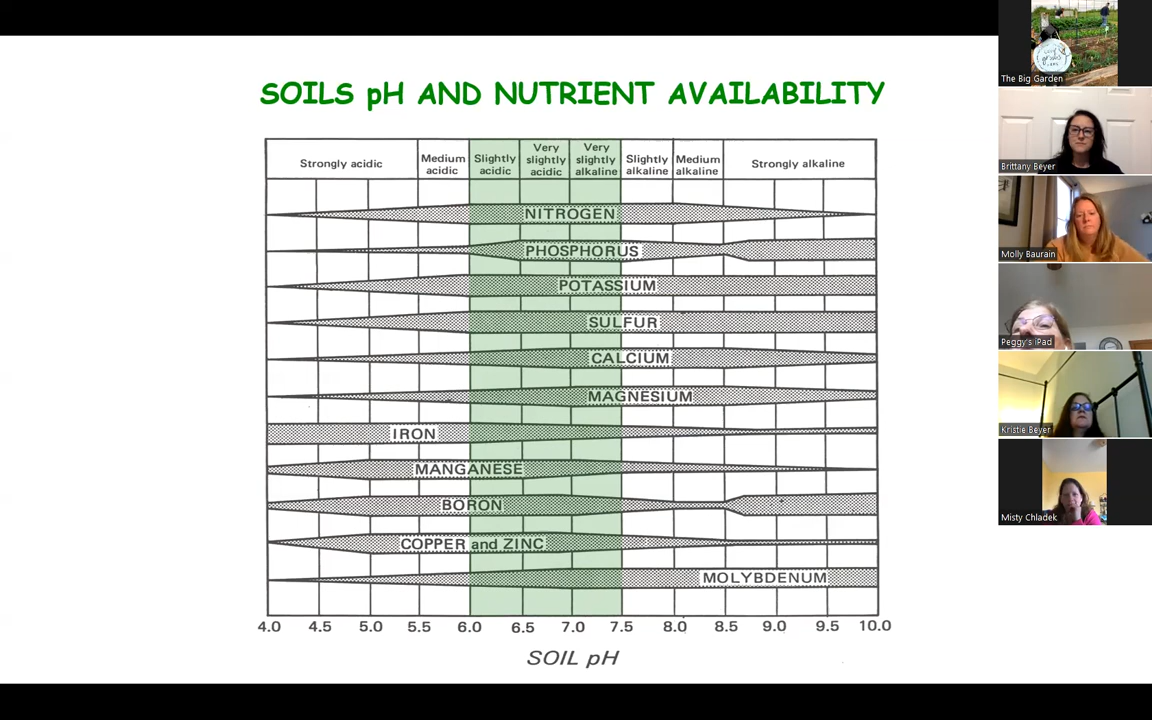 SOILS pH AND NUTRIENT AVAILABILITY
Strongly acidic
Medium
acidic
Slightly
acidic
Very
slightly
acidic
Very
slightly
alkaline
Slightly
alkaline
Medium
alkaline
Strongly alkaline
NITROGEN
PHOSPHORUS
POTASSIUM
SULFUR
CALCIUM
MAGNESIUM
IRON
MANGANESE
BORON
COPPER and ZINC
MOLYBDENUM
4.0 4.5 5.0 5.5 6.0 6.5 7.0 7.5 8.0 8.5 9.0 9.5 10.0
SOIL pH
The Big Garden
Brittany Beyer
Molly Baurain
Peggy's iPad
Kristie Beyer
Misty Chladek